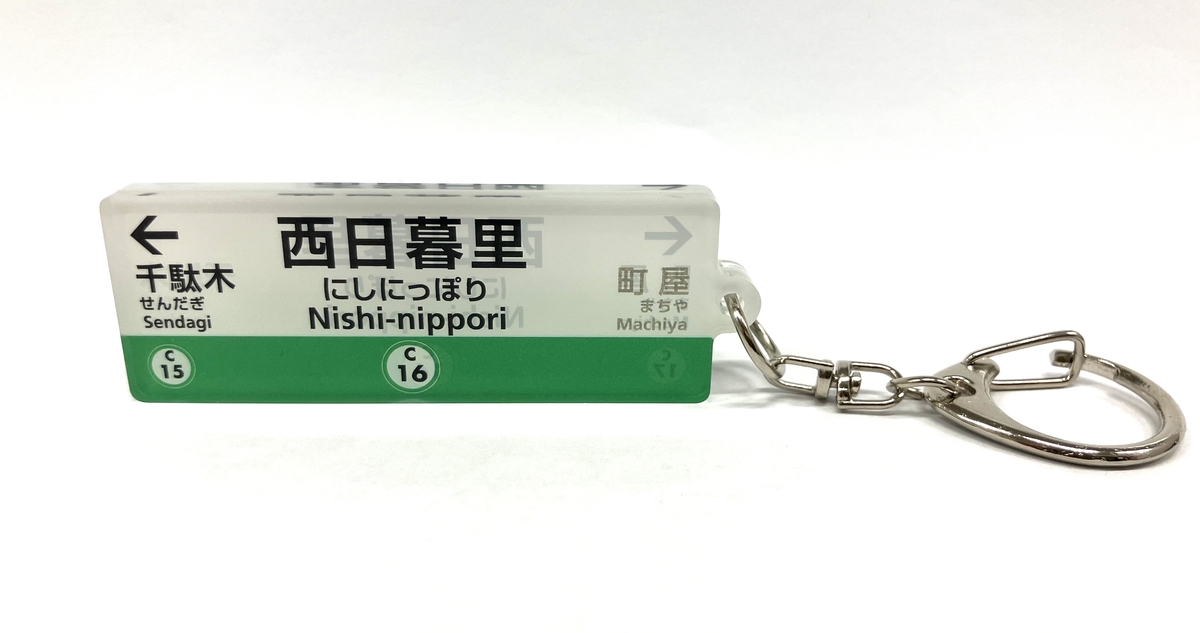 ← 西日暮里 →
千駄木 にしにっぽり 町屋
せんだぎ まちや
Sendagi Nishi-nippori Machiya
C C C
15 16 17